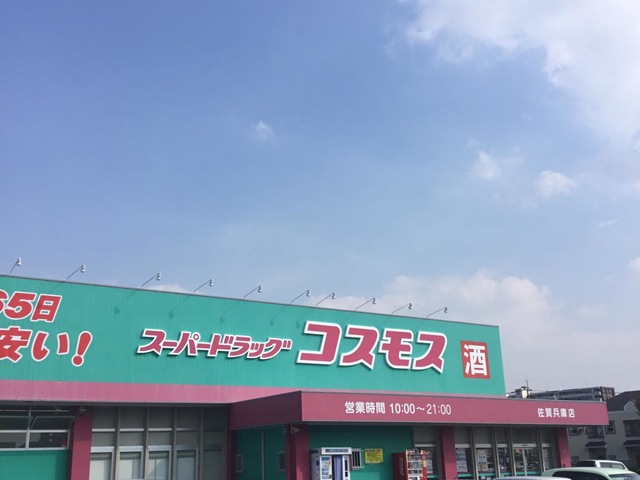 65日
安い!
スーパードラッグ コスモス 酒
営業時間 10:00～21:00
佐賀兵庫店